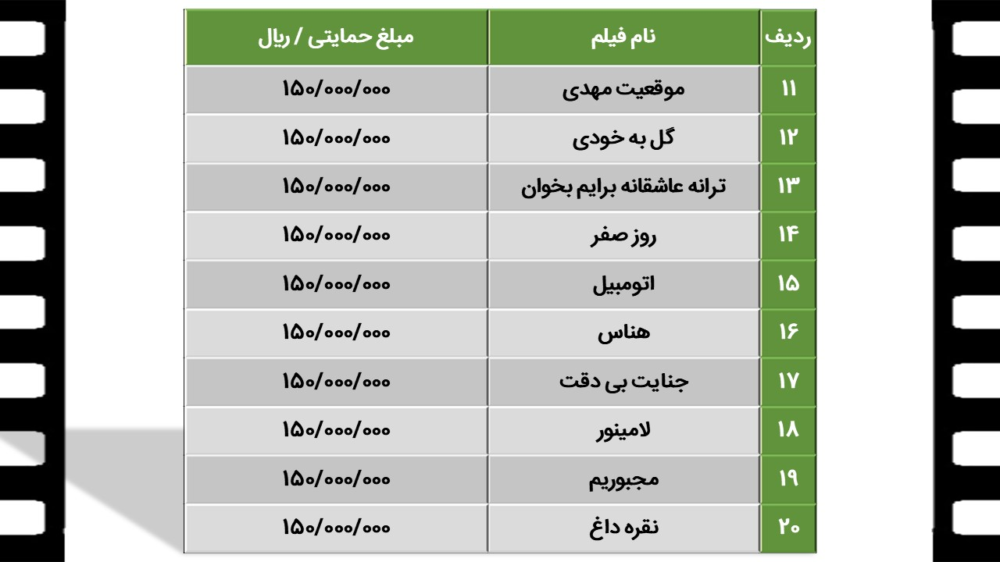 ردیف نام فیلم مبلغ حمایتی / ریال
۱۱ موقعیت مهدی ۱۵۰/۰۰۰/۰۰۰
۱۲ گل به خودی ۱۵۰/۰۰۰/۰۰۰
۱۳ ترانه عاشقانه برایم بخوان ۱۵۰/۰۰۰/۰۰۰
۱۴ روز صفر ۱۵۰/۰۰۰/۰۰۰
۱۵ اتومبیل ۱۵۰/۰۰۰/۰۰۰
۱۶ هناس ۱۵۰/۰۰۰/۰۰۰
۱۷ جنایت بی دقت ۱۵۰/۰۰۰/۰۰۰
۱۸ لامینور ۱۵۰/۰۰۰/۰۰۰
۱۹ مجبوریم ۱۵۰/۰۰۰/۰۰۰
۲۰ نقره داغ ۱۵۰/۰۰۰/۰۰۰